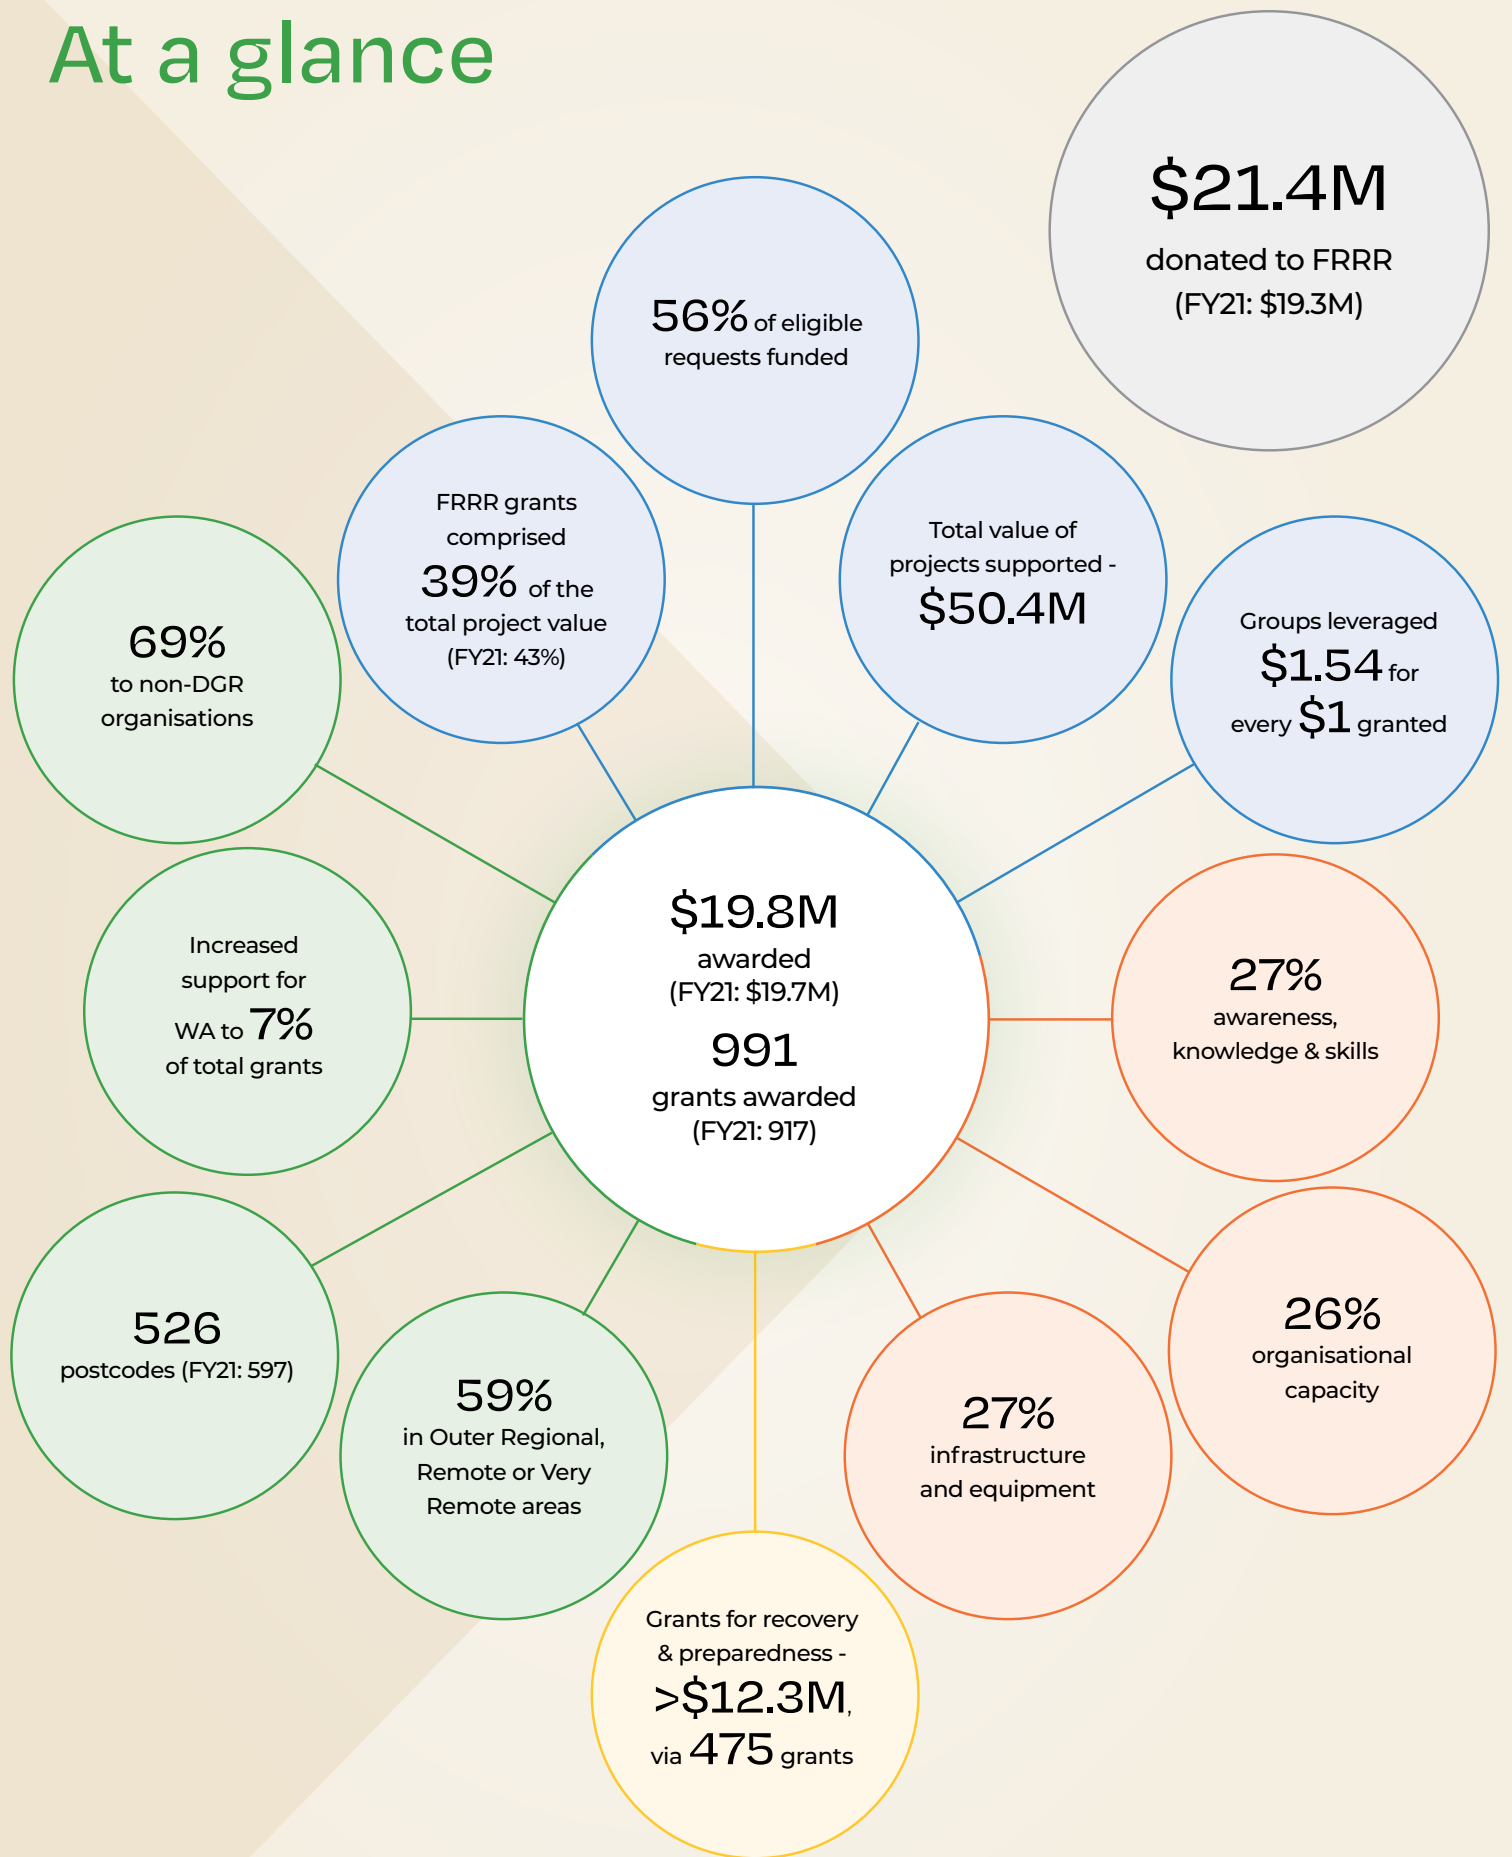 At a glance
$21.4M
donated to FRRR
(FY21: $19.3M)
56% of eligible
requests funded
FRRR grants
comprised
39% of the
total project value
(FY21: 43%)
Total value of
projects supported -
$50.4M
Groups leveraged
$1.54 for
every $1 granted
69%
to non-DGR
organisations
$19.8M
awarded
(FY21: $19.7M)
991
grants awarded
(FY21: 917)
Increased
support for
WA to 7%
of total grants
27%
awareness,
knowledge & skills
526
postcodes (FY21: 597)
26%
organisational
capacity
59%
in Outer Regional,
Remote or Very
Remote areas
27%
infrastructure
and equipment
Grants for recovery
& preparedness -
>$12.3M,
via 475 grants